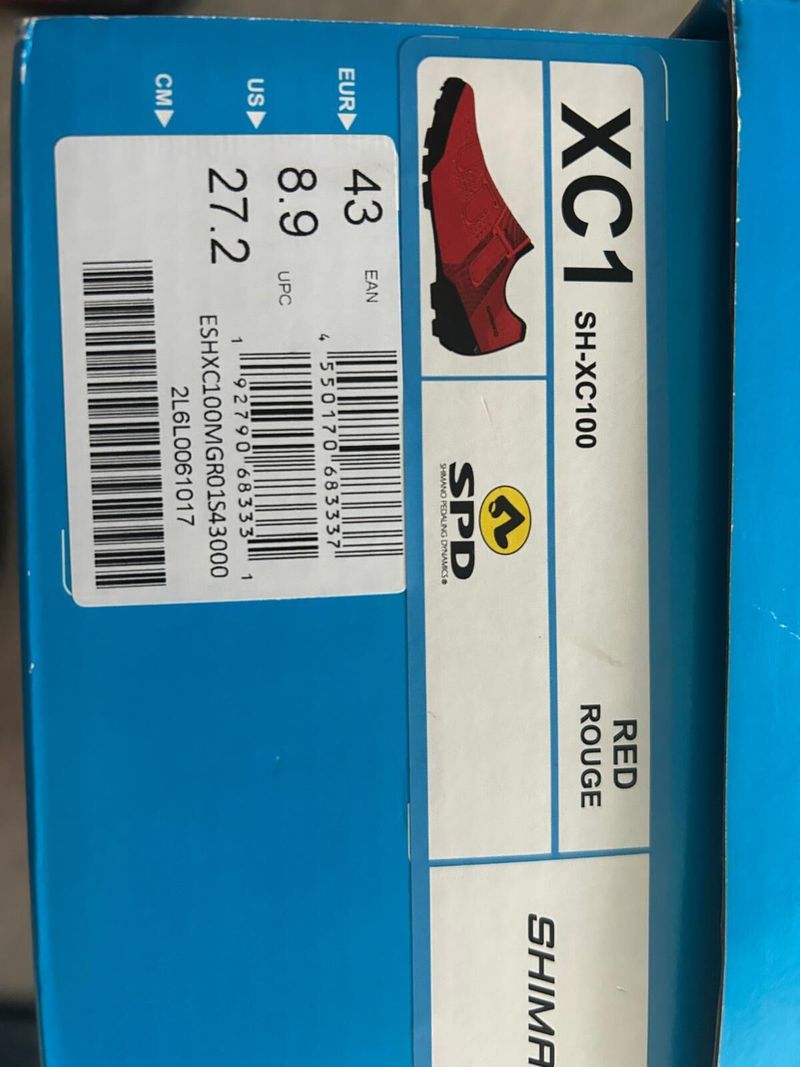 XC1 SH-XC100
RED
ROUGE
SPD
SHIMANO PEDALING DYNAMICS®
SHIMA
EUR▶ 43
US▶ 8.9
CM▶ 27.2
EAN
4 550170 683337
UPC
1 92790 68333 1
ESHXC100MGR01S43000
2L6L0061017